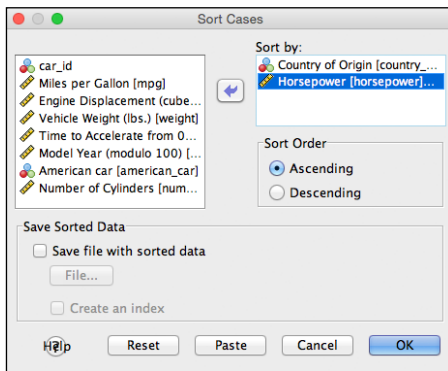 Sort Cases
car_id
Miles per Gallon [mpg]
Engine Displacement (cube...
Vehicle Weight (lbs.) [weight]
Time to Accelerate from 0...
Model Year (modulo 100) [...
American car [american_car]
Number of Cylinders [num...
Sort by:
Country of Origin [country_...
Horsepower [horsepower]...
Sort Order
Ascending
Descending
Save Sorted Data
Save file with sorted data
File...
Create an index
Help
?
Reset
Paste
Cancel
OK